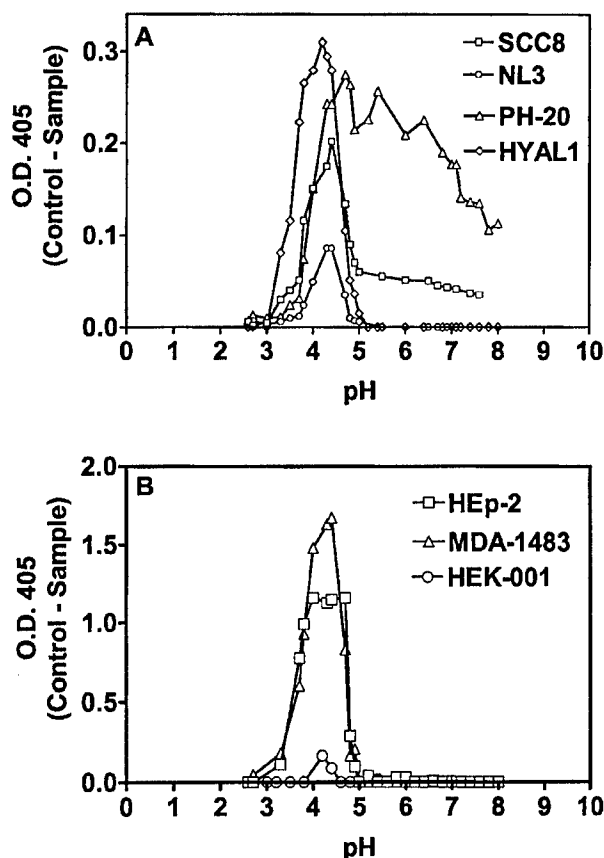 A
SCC8
NL3
PH-20
HYAL1
O.D. 405
(Control - Sample)
0.3
0.2
0.1
0.0
0 1 2 3 4 5 6 7 8 9 10
pH
B
HEp-2
MDA-1483
HEK-001
O.D. 405
(Control - Sample)
2.0
1.5
1.0
0.5
0.0
0 1 2 3 4 5 6 7 8 9 10
pH